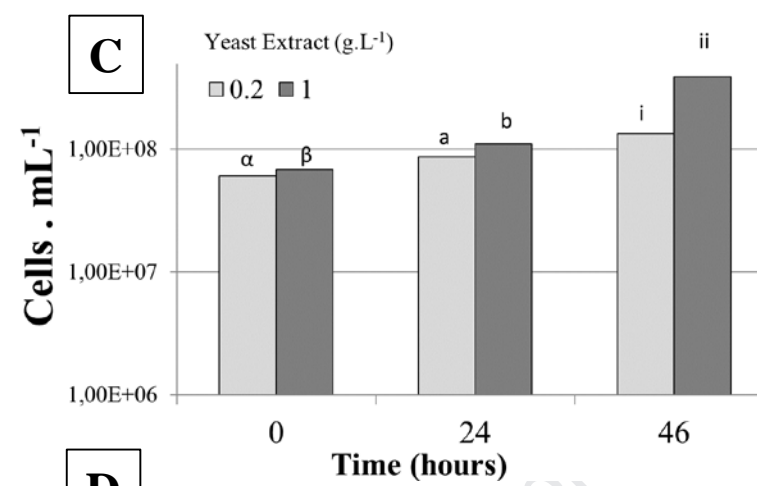 C
Yeast Extract (g.L-1)
0.2 1
ii
i
b
a
β
α
Cells . mL-1
1,00E+08
1,00E+07
1,00E+06
0 24 46
Time (hours)